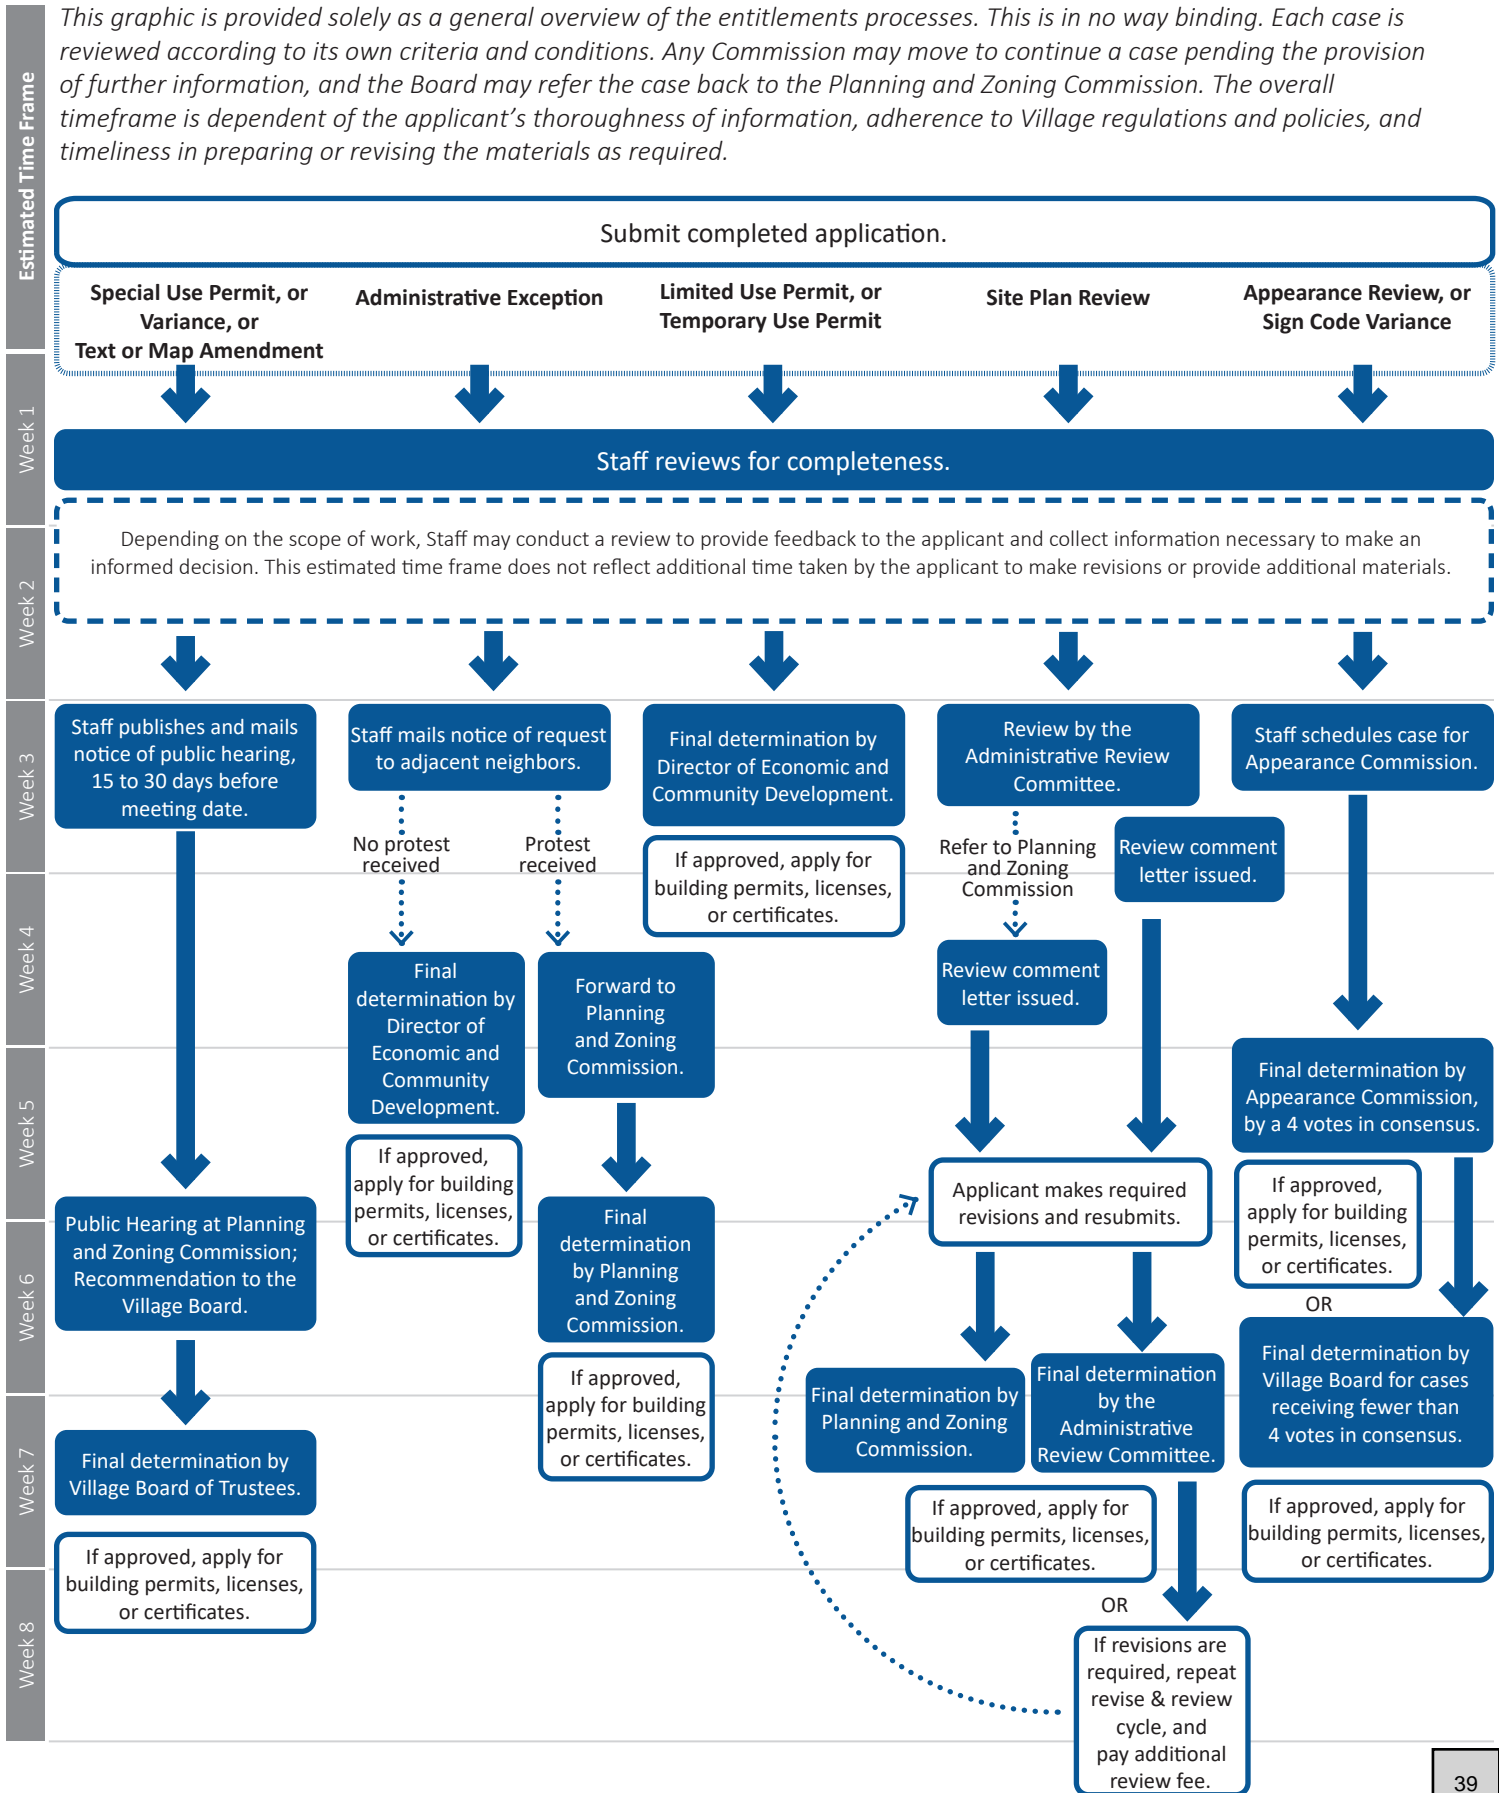 This graphic is provided solely as a general overview of the entitlements processes. This is in no way binding. Each case is
reviewed according to its own criteria and conditions. Any Commission may move to continue a case pending the provision
of further information, and the Board may refer the case back to the Planning and Zoning Commission. The overall
timeframe is dependent of the applicant's thoroughness of information, adherence to Village regulations and policies, and
timeliness in preparing or revising the materials as required.
Estimated Time Frame
Submit completed application.
Special Use Permit, or
Variance, or
Text or Map Amendment
Administrative Exception
Limited Use Permit, or
Temporary Use Permit
Site Plan Review
Appearance Review, or
Sign Code Variance
Week 1
Staff reviews for completeness.
Week 2
Depending on the scope of work, Staff may conduct a review to provide feedback to the applicant and collect information necessary to make an
informed decision. This estimated time frame does not reflect additional time taken by the applicant to make revisions or provide additional materials.
Week 3
Staff publishes and mails
notice of public hearing,
15 to 30 days before
meeting date.
Staff mails notice of request
to adjacent neighbors.
No protest
received
Protest
received
Final determination by
Director of Economic and
Community Development.
If approved, apply for
building permits, licenses,
or certificates.
Review by the
Administrative Review
Committee.
Refer to Planning
and Zoning
Commission
Review comment
letter issued.
Staff schedules case for
Appearance Commission.
Week 4
Final
determination by
Director of
Economic and
Community
Development.
Forward to
Planning
and Zoning
Commission.
Review comment
letter issued.
Week 5
Final determination by
Appearance Commission,
by a 4 votes in consensus.
If approved,
apply for building
permits, licenses,
or certificates.
Applicant makes required
revisions and resubmits.
If approved,
apply for building
permits, licenses,
or certificates.
OR
Week 6
Public Hearing at Planning
and Zoning Commission;
Recommendation to the
Village Board.
Final
determination
by Planning
and Zoning
Commission.
If approved,
apply for building
permits, licenses,
or certificates.
Final determination by
Planning and Zoning
Commission.
Final determination
by the
Administrative
Review Committee.
Final determination by
Village Board for cases
receiving fewer than
4 votes in consensus.
Week 7
Final determination by
Village Board of Trustees.
If approved, apply for
building permits, licenses,
or certificates.
If approved, apply for
building permits, licenses,
or certificates.
If approved, apply for
building permits, licenses,
or certificates.
Week 8
OR
If revisions are
required, repeat
revise & review
cycle, and
pay additional
review fee.
39